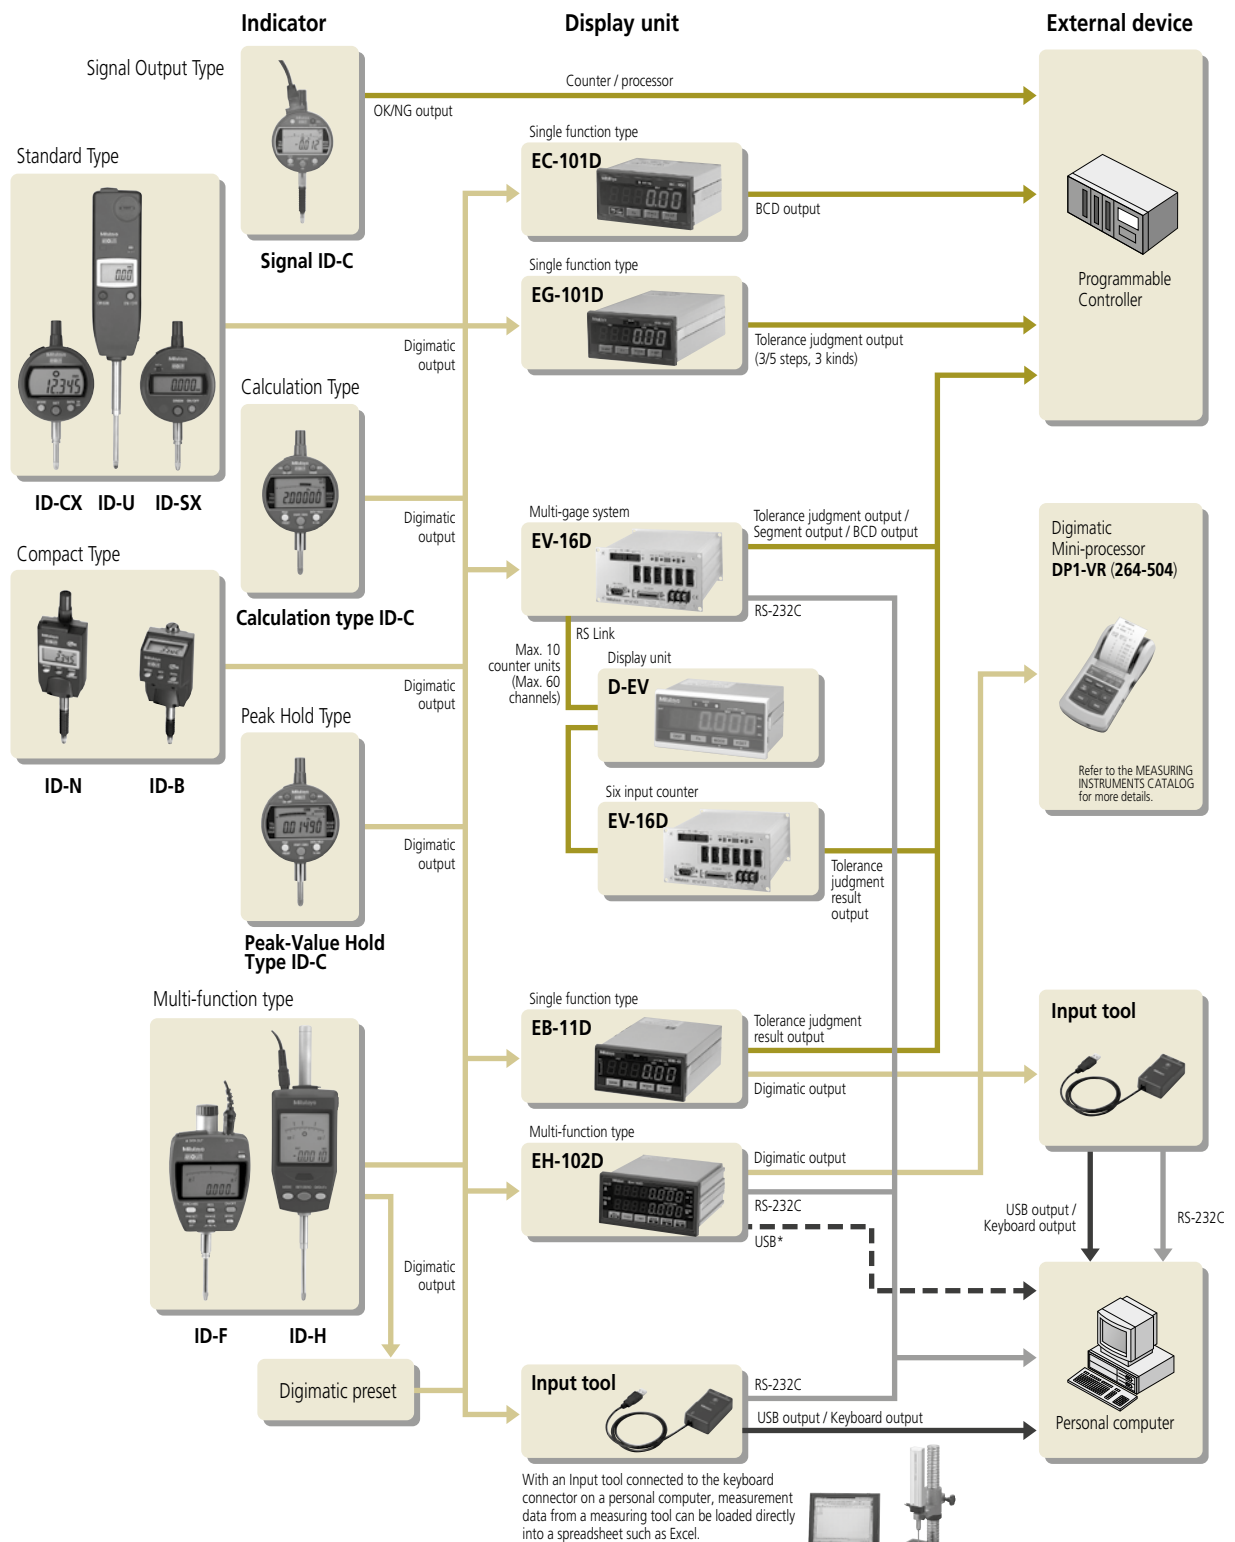 Indicator
Display unit
External device
Signal Output Type
Counter / processor
OK/NG output
Signal ID-C
Standard Type
ID-CX ID-U ID-SX
Digimatic
output
Single function type
EC-101D
BCD output
Single function type
EG-101D
Tolerance judgment output
(3/5 steps, 3 kinds)
Programmable
Controller
Calculation Type
Calculation type ID-C
Digimatic
output
Compact Type
ID-N
ID-B
Digimatic
output
Multi-gage system
EV-16D
Tolerance judgment output /
Segment output / BCD output
RS-232C
RS Link
Max. 10
counter units
(Max. 60
channels)
Display unit
D-EV
Six input counter
EV-16D
Tolerance
judgment
result
output
Digimatic
Mini-processor
DP1-VR (264-504)
Refer to the MEASURING
INSTRUMENTS CATALOG
for more details.
Peak Hold Type
Peak-Value Hold
Type ID-C
Digimatic
output
Multi-function type
ID-F
ID-H
Digimatic
output
Digimatic preset
Single function type
EB-11D
Tolerance judgment
result output
Digimatic output
Multi-function type
EH-102D
Digimatic output
RS-232C
USB*
Input tool
USB output /
Keyboard output
RS-232C
Personal computer
Input tool
RS-232C
USB output / Keyboard output
With an Input tool connected to the keyboard
connector on a personal computer, measurement
data from a measuring tool can be loaded directly
into a spreadsheet such as Excel.